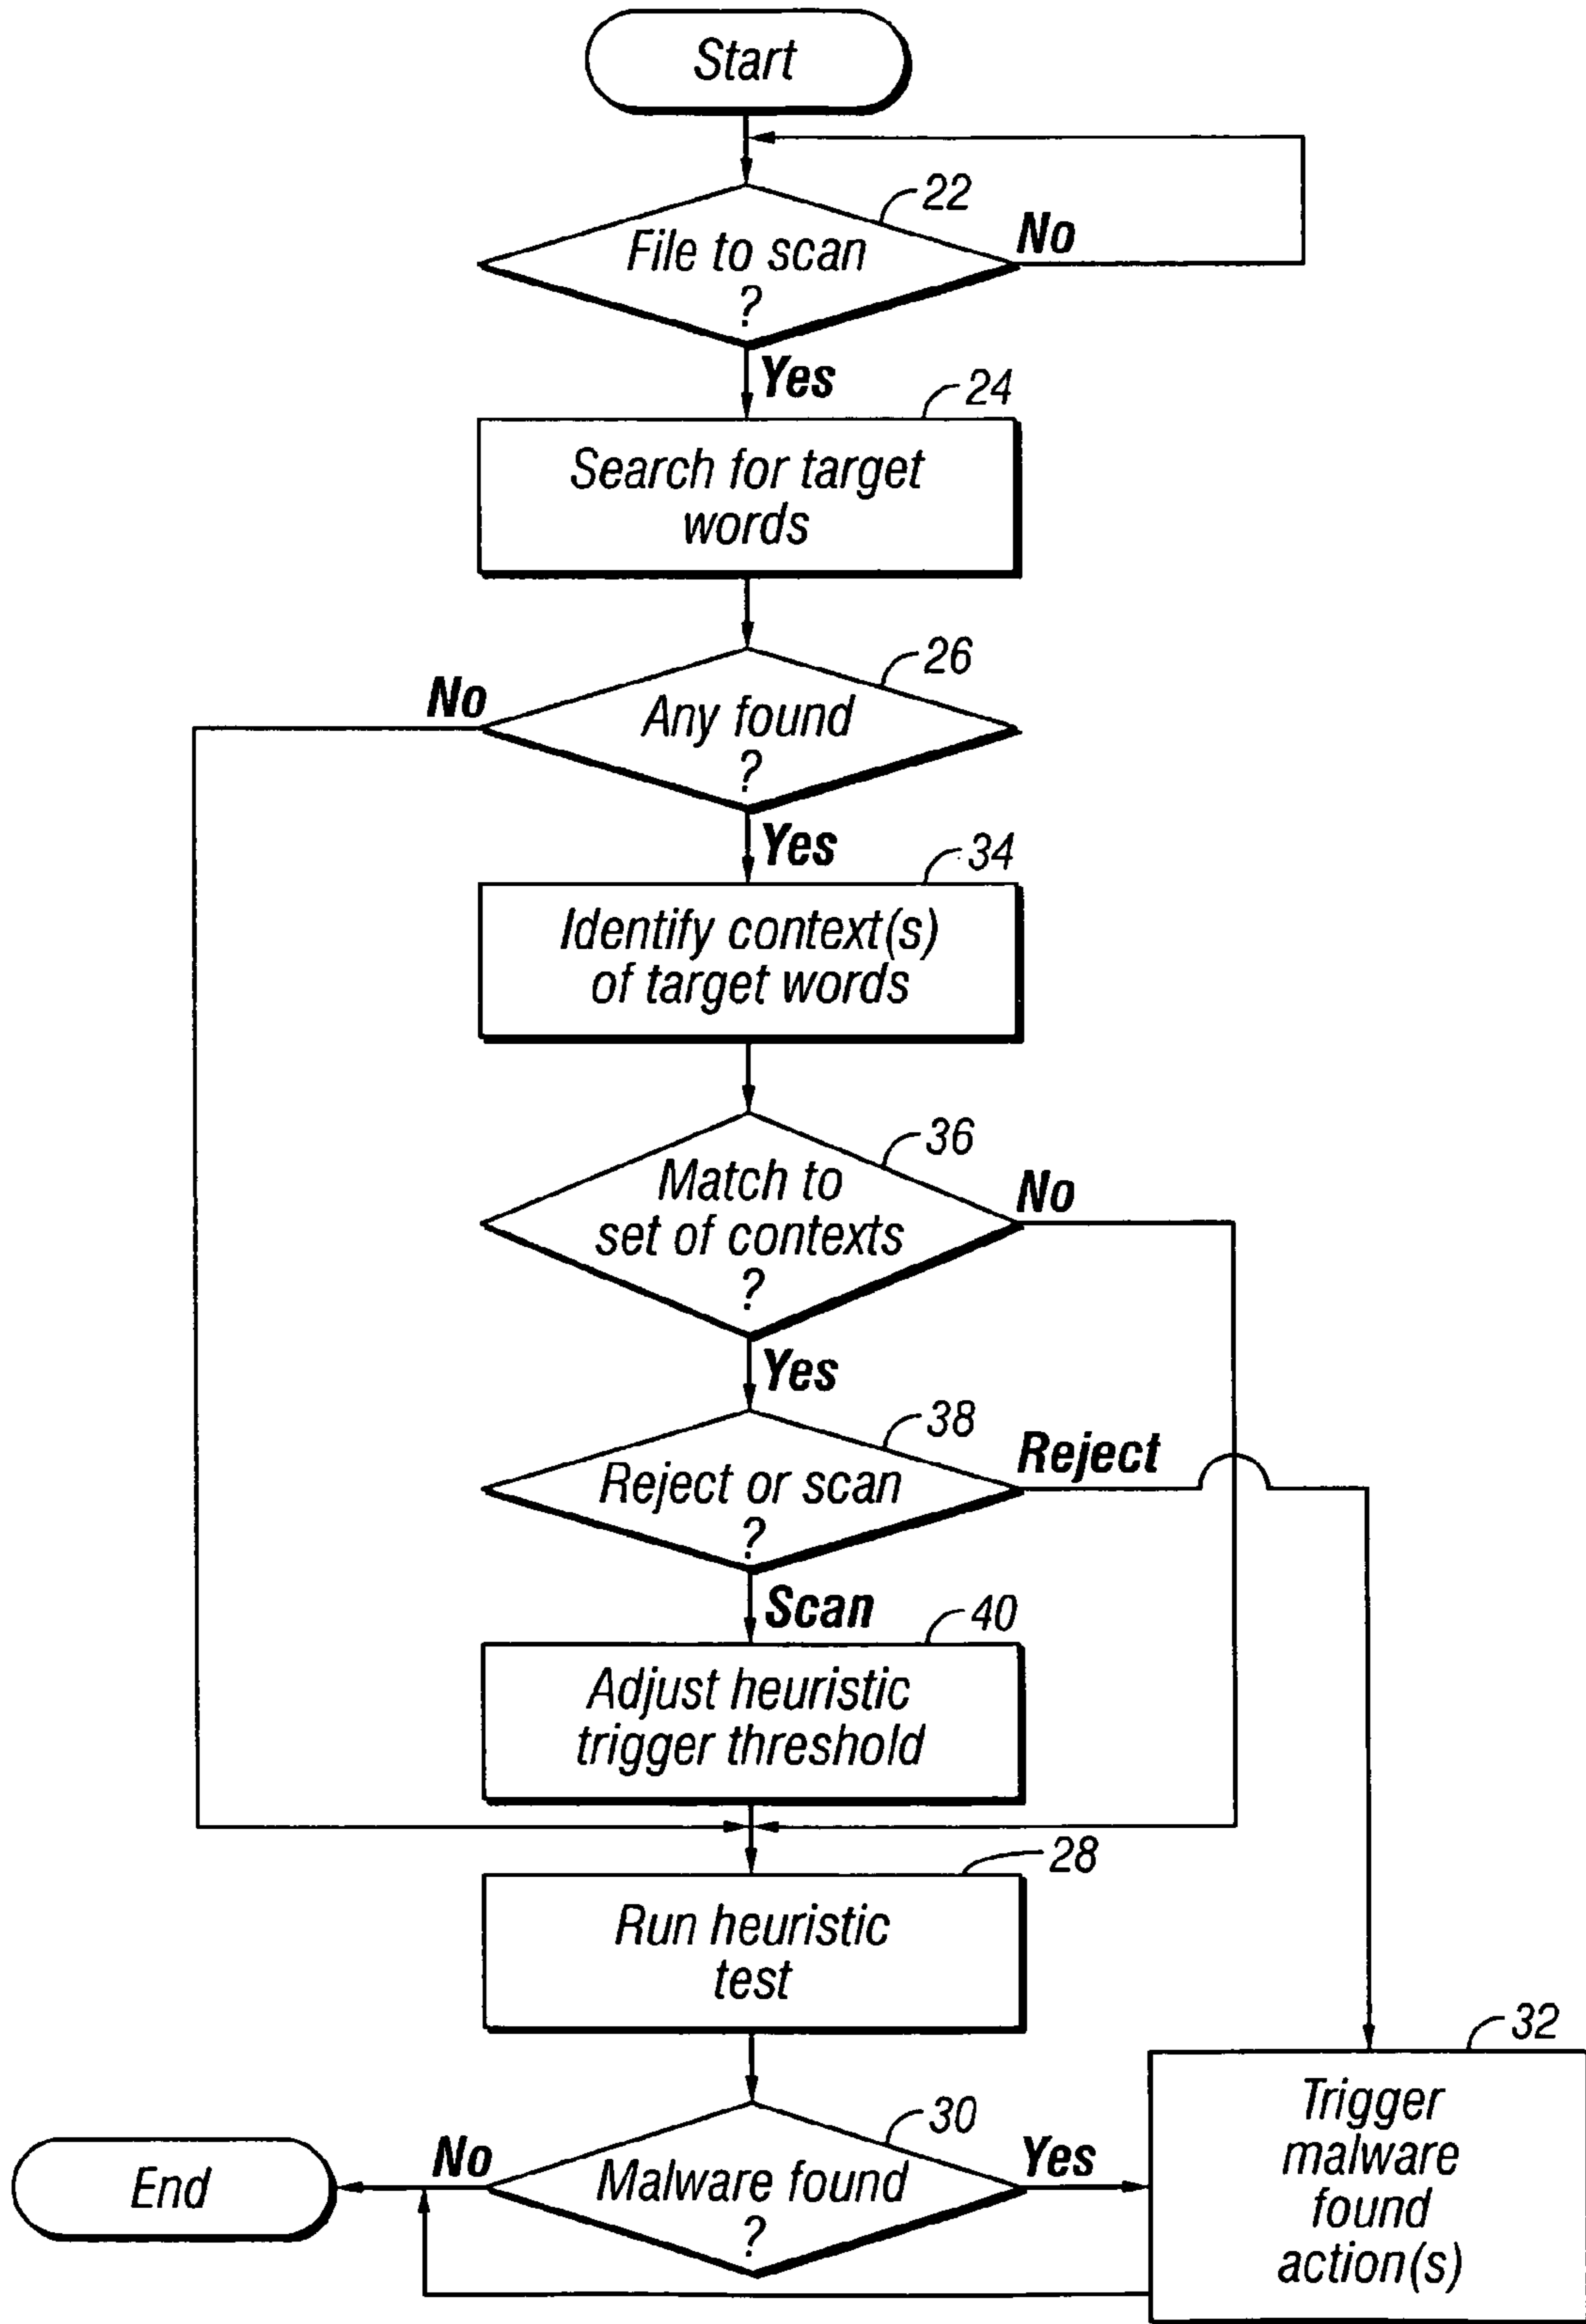 Start
22
File to scan
?
No
Yes
24
Search for target
words
26
No
Any found
?
Yes
34
Identify context(s)
of target words
36
Match to
set of contexts
?
No
Yes
38
Reject or scan
?
Reject
Scan
40
Adjust heuristic
trigger threshold
28
Run heuristic
test
32
Trigger
malware
found
action(s)
30
Malware found
?
No
Yes
End